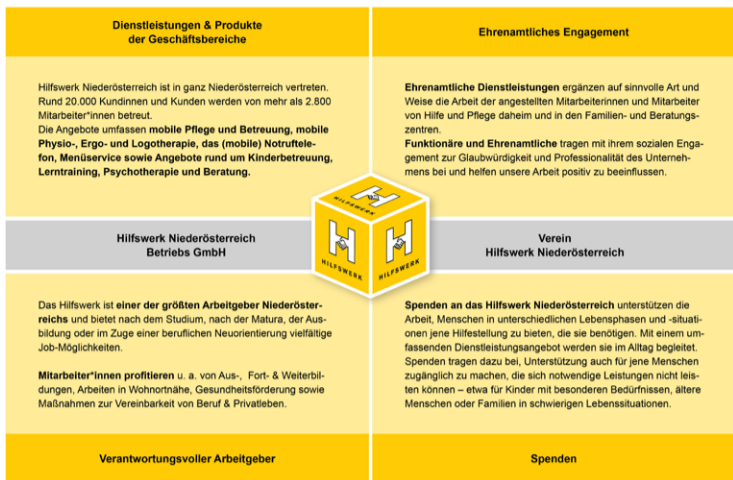 Dienstleistungen & Produkte
der Geschäftsbereiche
Hilfswerk Niederösterreich ist in ganz Niederösterreich vertreten.
Rund 20.000 Kundinnen und Kunden werden von mehr als 2.800
Mitarbeiter*innen betreut.
Die Angebote umfassen mobile Pflege und Betreuung, mobile
Physio-, Ergo- und Logotherapie, das (mobile) Notruftele-
fon, Menüservice sowie Angebote rund um Kinderbetreuung,
Lerntraining, Psychotherapie und Beratung.
Ehrenamtliches Engagement
Ehrenamtliche Dienstleistungen ergänzen auf sinnvolle Art und
Weise die Arbeit der angestellten Mitarbeiterinnen und Mitarbeiter
von Hilfe und Pflege daheim und in den Familien- und Beratungs-
zentren.
Funktionäre und Ehrenamtliche tragen mit ihrem sozialen Enga-
gement zur Glaubwürdigkeit und Professionalität des Unterneh-
mens bei und helfen unsere Arbeit positiv zu beeinflussen.
Hilfswerk Niederösterreich
Betriebs GmbH
H
HILFSWERK
H
HILFSWERK
H
HILFSWERK
Verein
Hilfswerk Niederösterreich
Das Hilfswerk ist einer der größten Arbeitgeber Niederöster-
reichs und bietet nach dem Studium, nach der Matura, der Aus-
bildung oder im Zuge einer beruflichen Neuorientierung vielfältige
Job-Möglichkeiten.
Mitarbeiter*innen profitieren u. a. von Aus-, Fort- & Weiterbil-
dungen, Arbeiten in Wohnortnähe, Gesundheitsförderung sowie
Maßnahmen zur Vereinbarkeit von Beruf & Privatleben.
Verantwortungsvoller Arbeitgeber
Spenden an das Hilfswerk Niederösterreich unterstützen die
Arbeit, Menschen in unterschiedlichen Lebensphasen und -situati-
onen jene Hilfestellung zu bieten, die sie benötigen. Mit einem um-
fassenden Dienstleistungsangebot werden sie im Alltag begleitet.
Spenden tragen dazu bei, Unterstützung auch für jene Menschen
zugänglich zu machen, die sich notwendige Leistungen nicht leis-
ten können – etwa für Kinder mit besonderen Bedürfnissen, ältere
Menschen oder Familien in schwierigen Lebenssituationen.
Spenden